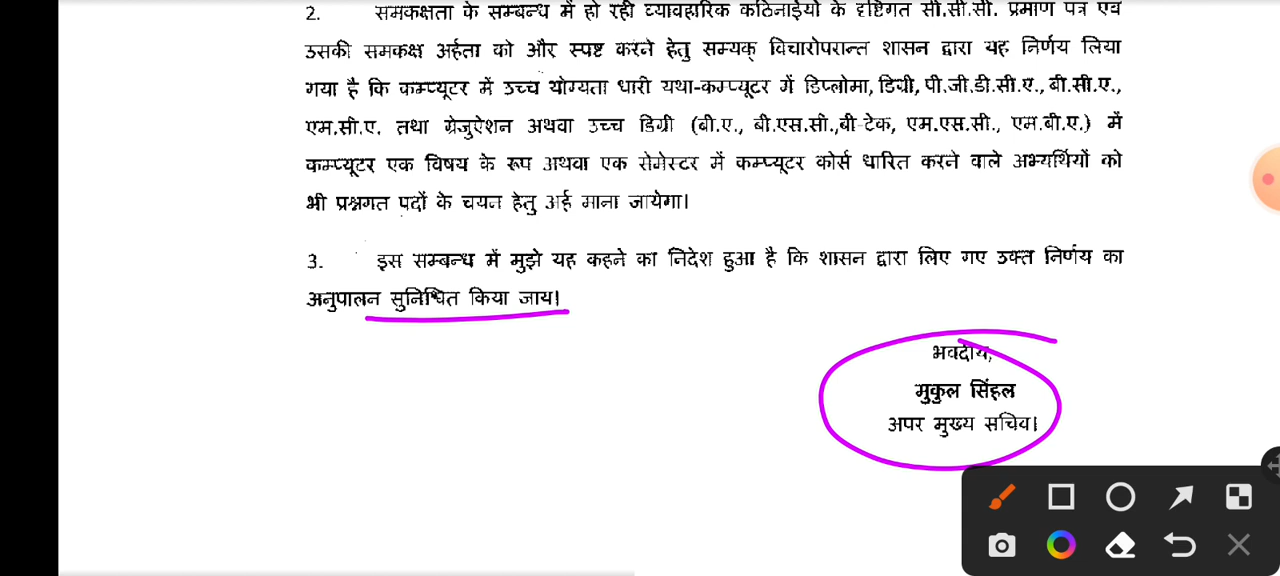 2. समकक्षता के सम्बन्ध में हो रही व्यावहारिक कठिनाईयों के दृष्टिगत सी.सी.सी. प्रमाण पत्र एवं
उसकी समकक्ष अर्हता को और स्पष्ट करने हेतु सम्यक् विचारोपरान्त शासन द्वारा यह निर्णय लिया
गया है कि कम्प्यूटर में उच्च योग्यता धारी यथा-कम्प्यूटर में डिप्लोमा, डिग्री, पी.जी.डी.सी.ए., बी.सी.ए.,
एम.सी.ए. तथा ग्रेजुऐशन अथवा उच्च डिग्री (बी.ए., बी.एस.सी.,बी-टेक, एम.एस.सी., एम.बी.ए.) में
कम्प्यूटर एक विषय के रूप अथवा एक सेमेस्टर में कम्प्यूटर कोर्स धारित करने वाले अभ्यर्थियों को
भी प्रश्नगत पदों के चयन हेतु अर्ह माना जायेगा।
3. इस सम्बन्ध में मुझे यह कहने का निदेश हुआ है कि शासन द्वारा लिए गए उक्त निर्णय का
अनुपालन सुनिश्चित किया जाय।
भवदीय,
मुकुल सिंहल
अपर मुख्य सचिव।